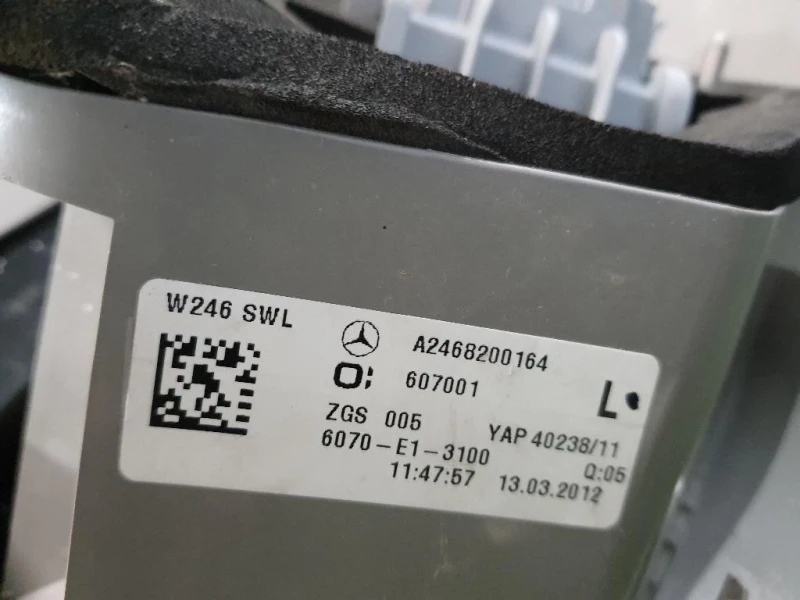 W246 SWL
A2468200164
O: 607001
L
ZGS 005 YAP 40238/11
6070-E1-3100 Q:05
11:47:57 13.03.2012